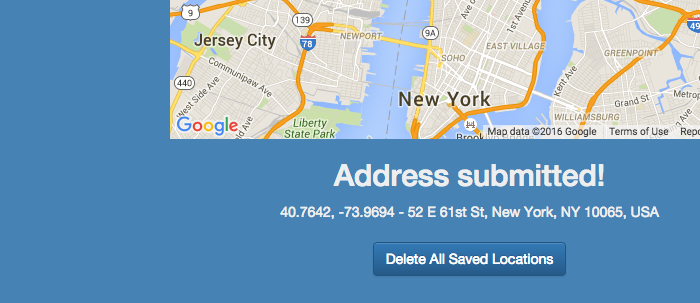 9
139
9A
1st Ave
Jersey City
NEWPORT
78
EAST VILLAGE
SOHO
GREENPOINT
Communipaw Ave
440
Kent Ave
West Side Ave
New York
Grand St
Metrop
Liberty
State Park
WILLIAMSBURG
Google
Map data ©2016 Google
Terms of Use
Repo
Address submitted!
40.7642, -73.9694 - 52 E 61st St, New York, NY 10065, USA
Delete All Saved Locations